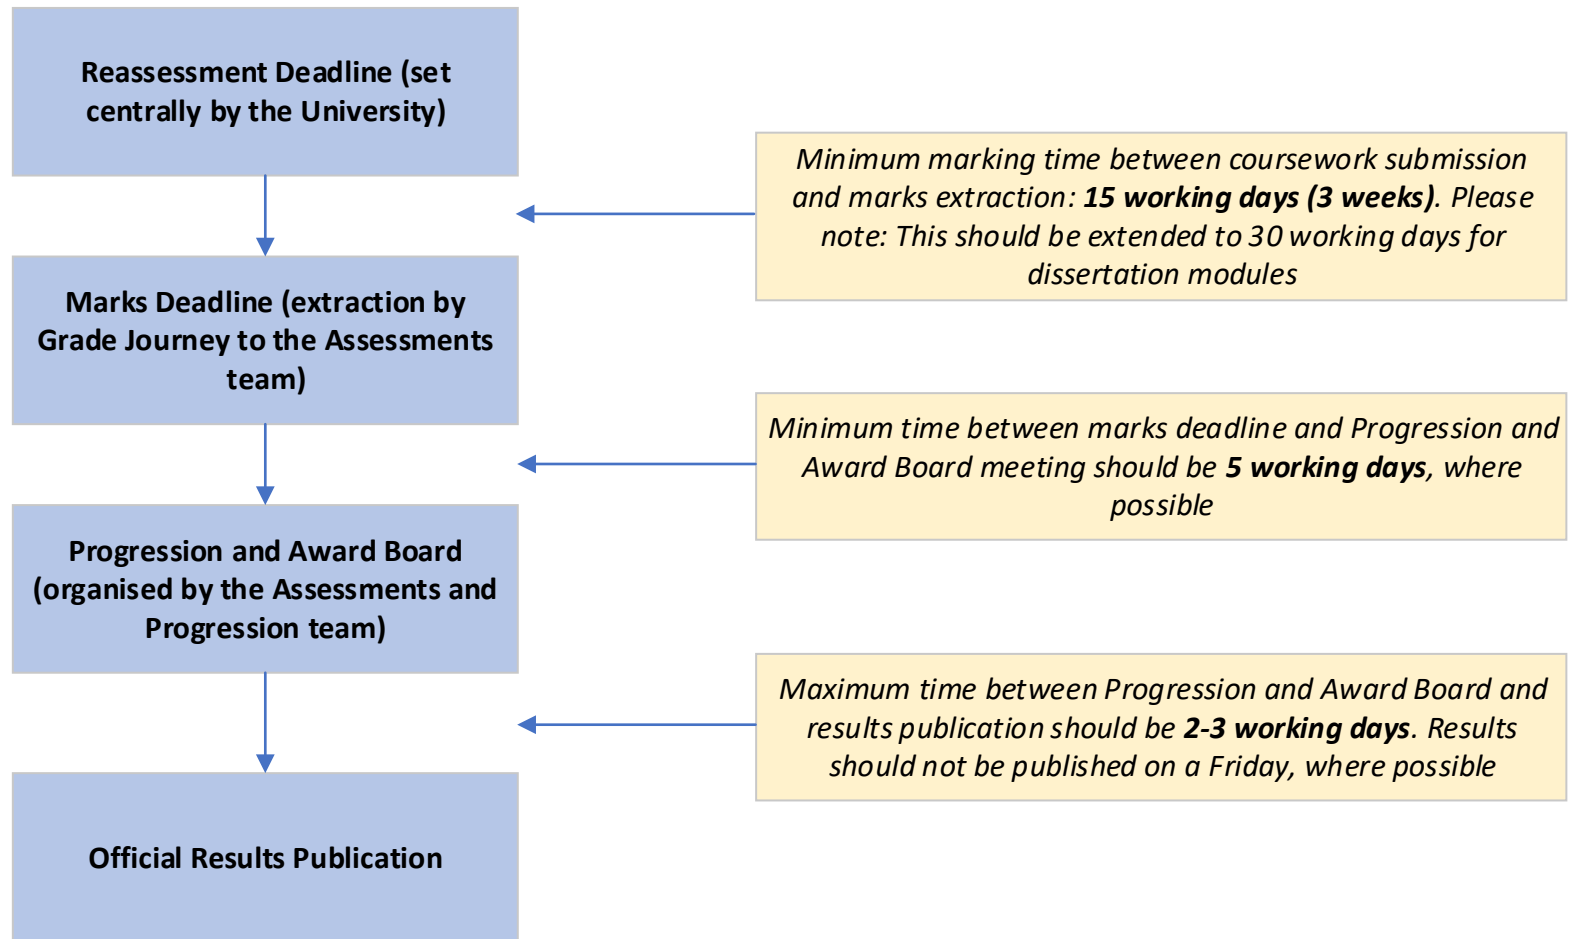 Reassessment Deadline (set
centrally by the University)
Minimum marking time between coursework submission
and marks extraction: 15 working days (3 weeks). Please
note: This should be extended to 30 working days for
dissertation modules
Marks Deadline (extraction by
Grade Journey to the Assessments
team)
Minimum time between marks deadline and Progression and
Award Board meeting should be 5 working days, where
possible
Progression and Award Board
(organised by the Assessments and
Progression team)
Maximum time between Progression and Award Board and
results publication should be 2-3 working days. Results
should not be published on a Friday, where possible
Official Results Publication